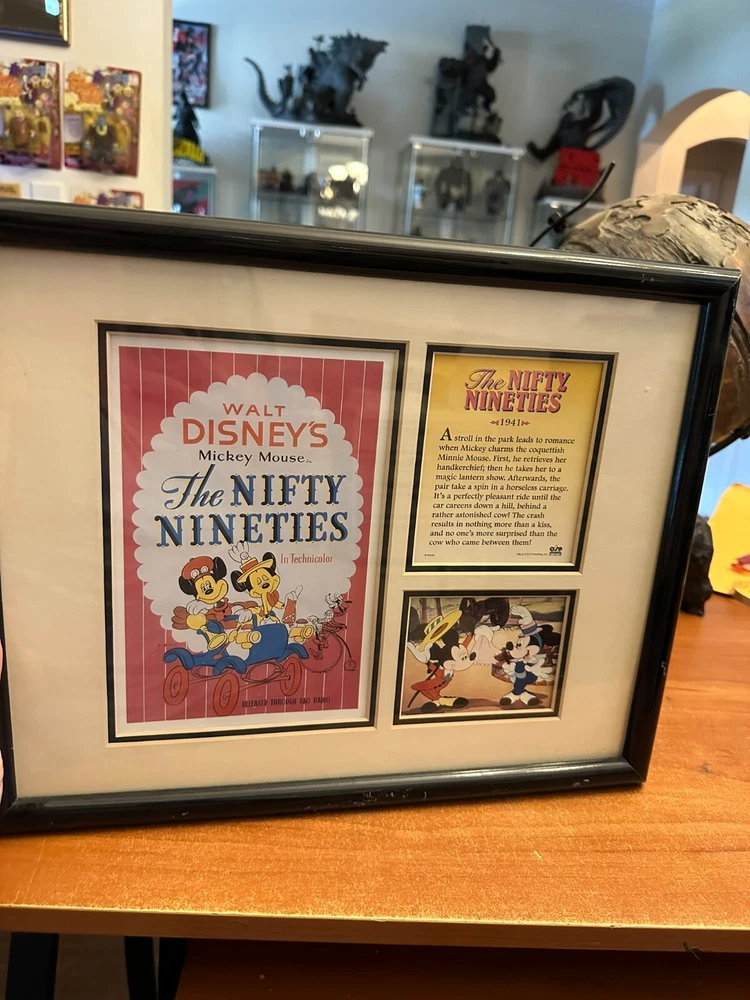 WALT
DISNEY'S
Mickey Mouse
The NIFTY
NINETIES
In Technicolor
RELEASED THROUGH RKO RADIO
The NIFTY
NINETIES
1941
A stroll in the park leads to romance
when Mickey charms the coquettish
Minnie Mouse. First, he retrieves her
handkerchief; then he takes her to a
magic lantern show. Afterwards, the
pair take a spin in a horseless carriage.
It's a perfectly pleasant ride until the
car careens down a hill, behind a
rather astonished cow! The crash
results in nothing more than a kiss,
and no one's more surprised than the
cow who came between them!
OSP